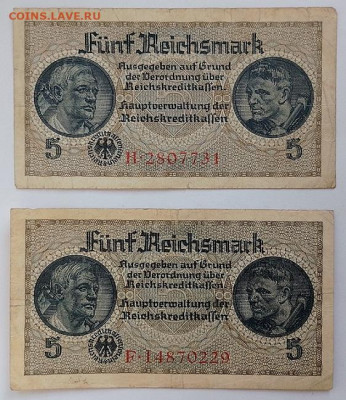 COINS.LAVE.RU
Fünf Reichsmark
Ausgegeben auf Grund
der Verordnung über
Reichskreditkassen
Hauptverwaltung der
Reichskreditkassen
5 5
H·2807731
Fünf Reichsmark
Ausgegeben auf Grund
der Verordnung über
Reichskreditkassen
Hauptverwaltung der
Reichskreditkassen
5 5
F·14870229